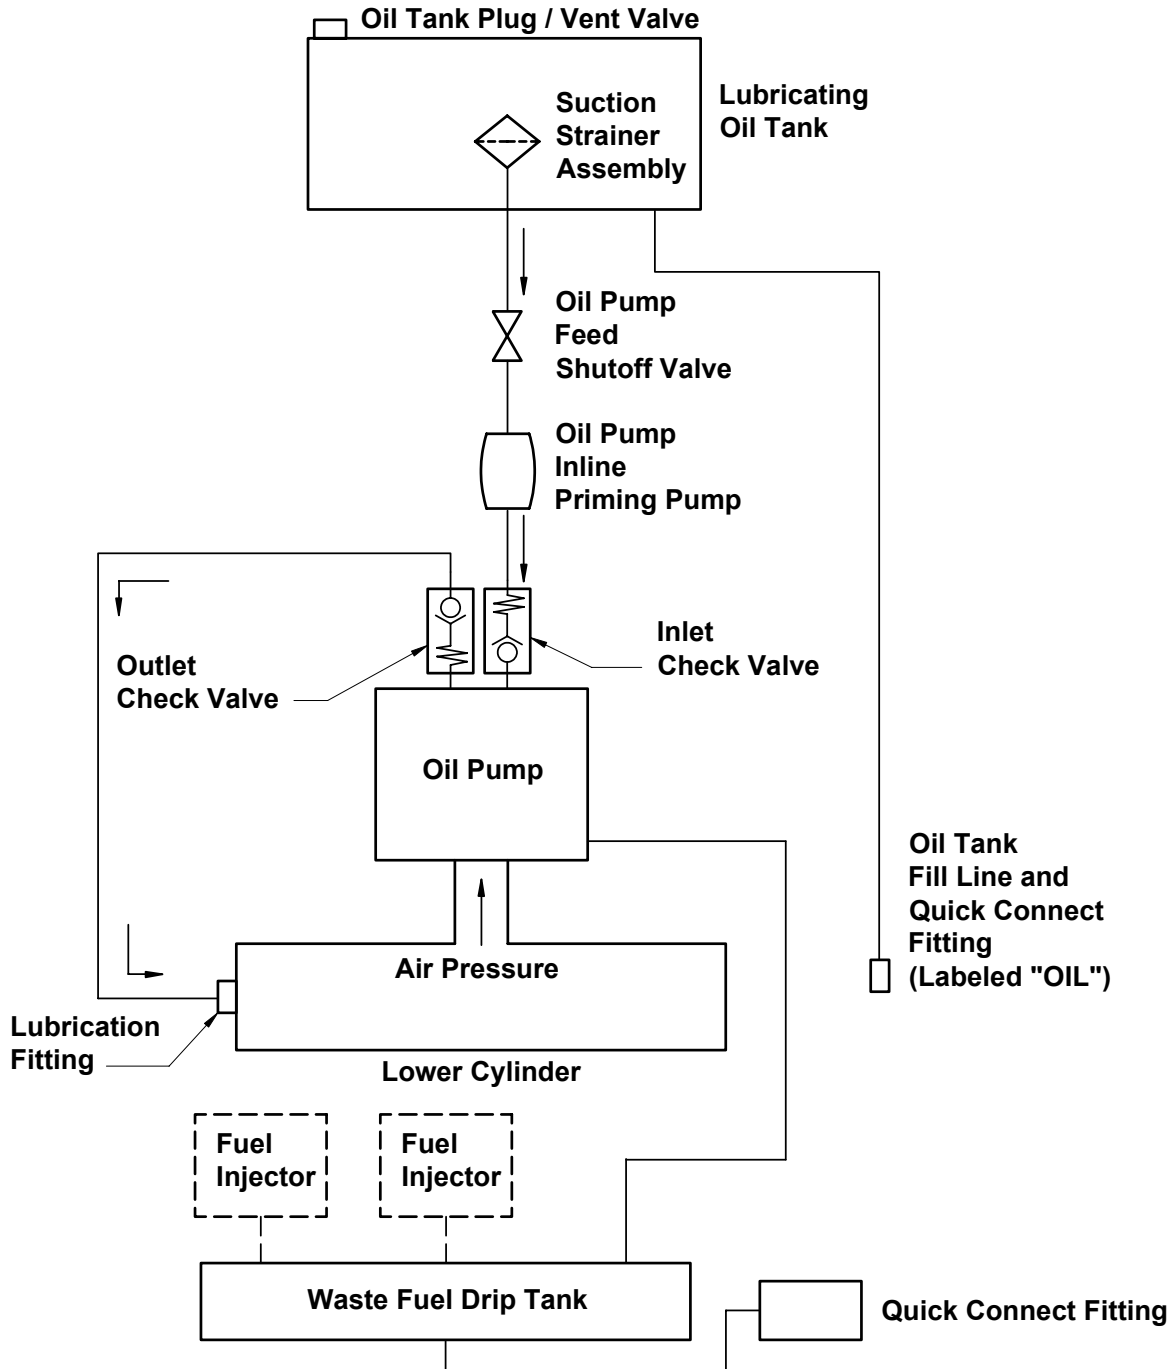 Oil Tank Plug / Vent Valve
Suction
Strainer
Assembly
Lubricating
Oil Tank
Oil Pump
Feed
Shutoff Valve
Oil Pump
Inline
Priming Pump
Outlet
Check Valve
Inlet
Check Valve
Oil Pump
Oil Tank
Fill Line and
Quick Connect
Fitting
(Labeled "OIL")
Air Pressure
Lubrication
Fitting
Lower Cylinder
Fuel
Injector
Fuel
Injector
Waste Fuel Drip Tank
Quick Connect Fitting